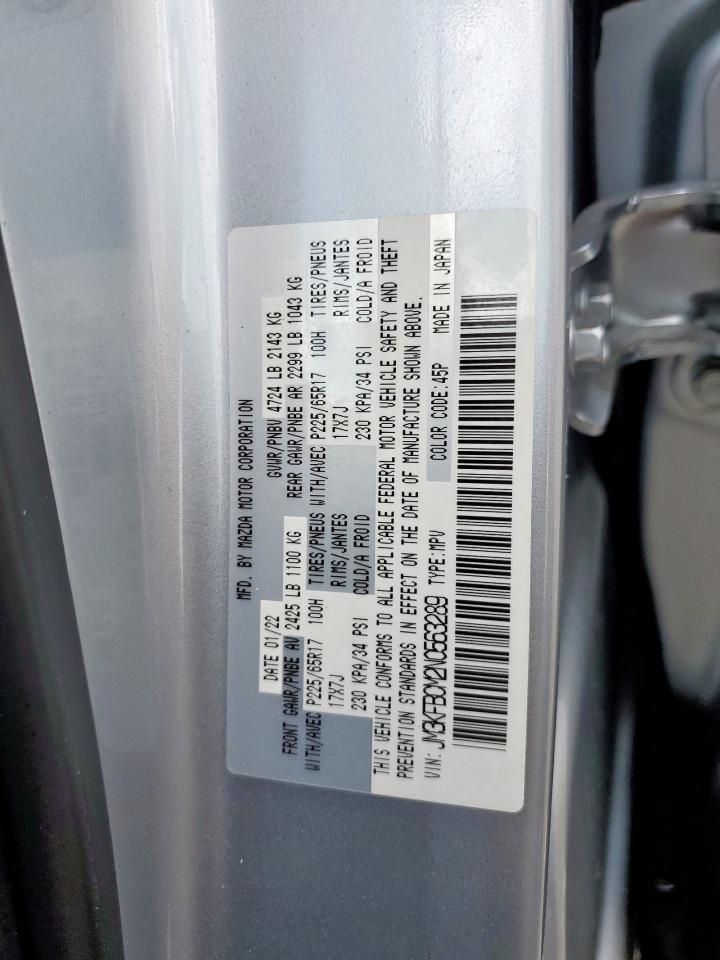 MFD. BY MAZDA MOTOR CORPORATION
DATE 01/22 GVWR/PNBV 4724 LB 2143 KG
FRONT GAWR/PNBE AV 2425 LB 1100 KG REAR GAWR/PNBE AR 2299 LB 1043 KG
WITH/AVEC P225/65R17 100H TIRES/PNEUS WITH/AVEC P225/65R17 100H TIRES/PNEUS
17X7J RIMS/JANTES 17X7J RIMS/JANTES
230 KPA/34 PSI COLD/A FROID 230 KPA/34 PSI COLD/A FROID
THIS VEHICLE CONFORMS TO ALL APPLICABLE FEDERAL MOTOR VEHICLE SAFETY AND THEFT
PREVENTION STANDARDS IN EFFECT ON THE DATE OF MANUFACTURE SHOWN ABOVE.
VIN: JM3KFBCM2N0563289 TYPE:MPV COLOR CODE:45P MADE IN JAPAN